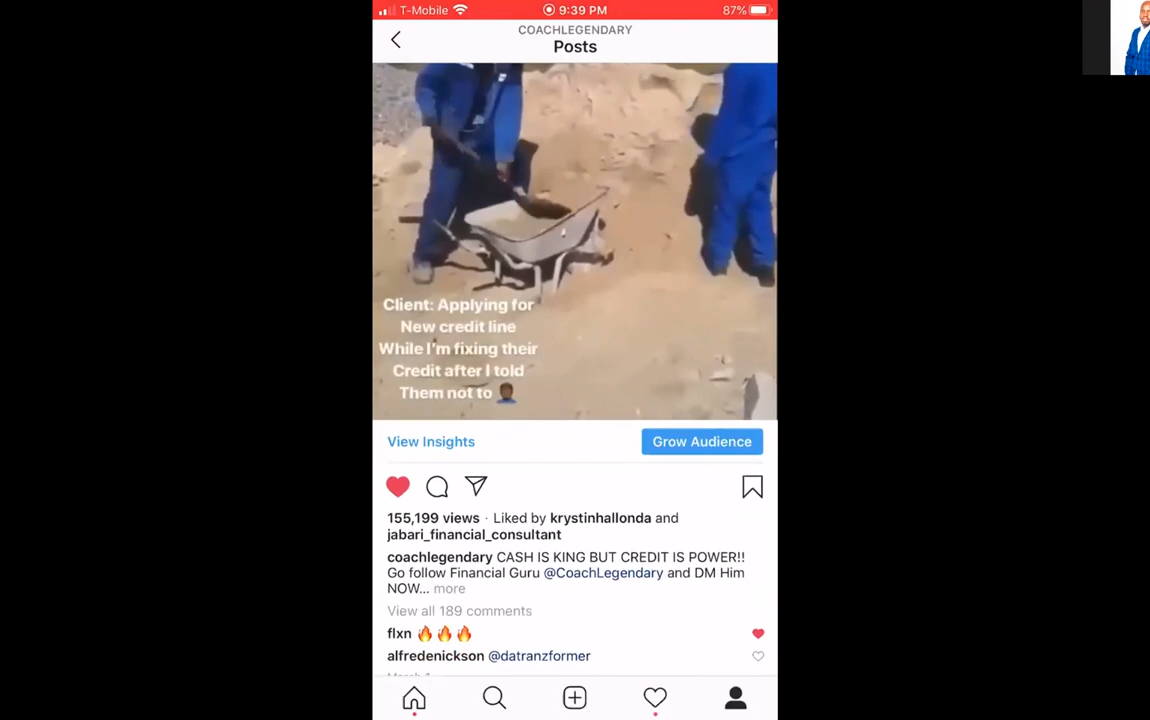 T-Mobile 9:39 PM 87%
COACHLEGENDARY
Posts
Client: Applying for
New credit line
While I'm fixing their
Credit after I told
Them not to 🤦🏾‍♂️
View Insights
Grow Audience
155,199 views · Liked by krystinhallonda and
jabari_financial_consultant
coachlegendary CASH IS KING BUT CREDIT IS POWER!!
Go follow Financial Guru @CoachLegendary and DM Him
NOW... more
View all 189 comments
flxn 🔥🔥🔥
alfredenickson @datranzformer